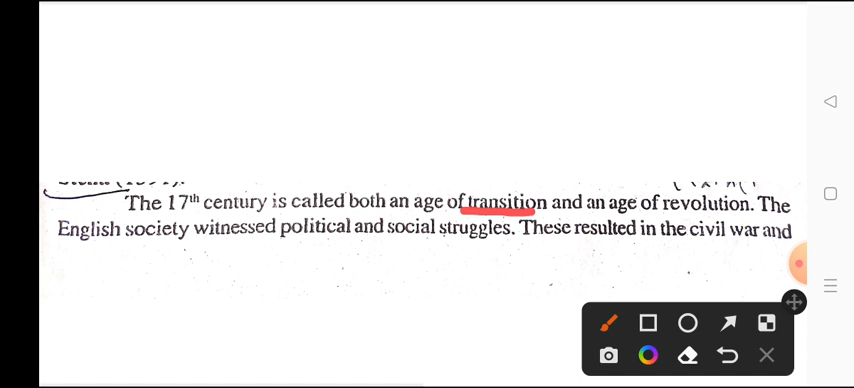 The 17th century is called both an age of transition and an age of revolution. The
English society witnessed political and social struggles. These resulted in the civil war and